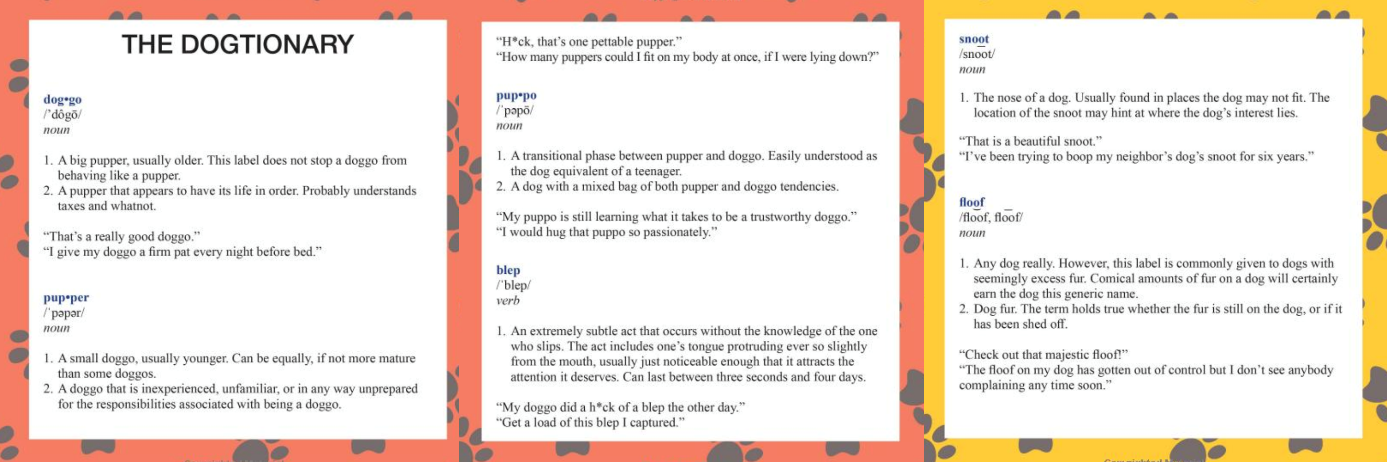 THE DOGTIONARY
dog•go
/ˈdôgō/
noun
1. A big pupper, usually older. This label does not stop a doggo from
behaving like a pupper.
2. A pupper that appears to have its life in order. Probably understands
taxes and whatnot.
“That’s a really good doggo.”
“I give my doggo a firm pat every night before bed.”
pup•per
/ˈpəpər/
noun
1. A small doggo, usually younger. Can be equally, if not more mature
than some doggos.
2. A doggo that is inexperienced, unfamiliar, or in any way unprepared
for the responsibilities associated with being a doggo.
“H*ck, that’s one pettable pupper.”
“How many puppers could I fit on my body at once, if I were lying down?”
pup•po
/ˈpəpō/
noun
1. A transitional phase between pupper and doggo. Easily understood as
the dog equivalent of a teenager.
2. A dog with a mixed bag of both pupper and doggo tendencies.
“My puppo is still learning what it takes to be a trustworthy doggo.”
“I would hug that puppo so passionately.”
blep
/ˈblep/
verb
1. An extremely subtle act that occurs without the knowledge of the one
who slips. The act includes one’s tongue protruding ever so slightly
from the mouth, usually just noticeable enough that it attracts the
attention it deserves. Can last between three seconds and four days.
“My doggo did a h*ck of a blep the other day.”
“Get a load of this blep I captured.”
snoot
/sno͞ot/
noun
1. The nose of a dog. Usually found in places the dog may not fit. The
location of the snoot may hint at where the dog’s interest lies.
“That is a beautiful snoot.”
“I’ve been trying to boop my neighbor’s dog’s snoot for six years.”
floof
/flo͞of, flo͝of/
noun
1. Any dog really. However, this label is commonly given to dogs with
seemingly excess fur. Comical amounts of fur on a dog will certainly
earn the dog this generic name.
2. Dog fur. The term holds true whether the fur is still on the dog, or if it
has been shed off.
“Check out that majestic floof!”
“The floof on my dog has gotten out of control but I don’t see anybody
complaining any time soon.”